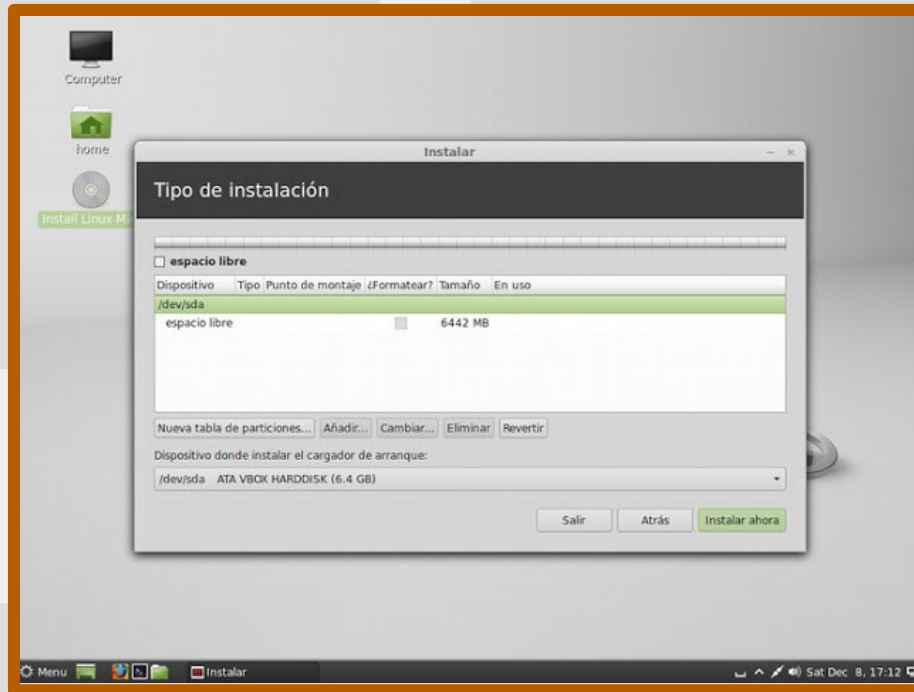 Computer
home
Install Linux M
Instalar
Tipo de instalación
espacio libre
Dispositivo Tipo Punto de montaje ¿Formatear? Tamaño En uso
/dev/sda
espacio libre 6442 MB
Nueva tabla de particiones... Añadir... Cambiar... Eliminar Revertir
Dispositivo donde instalar el cargador de arranque:
/dev/sda ATA VBOX HARDDISK (6.4 GB)
Salir Atrás Instalar ahora
Menu Instalar Sat Dec 8, 17:12